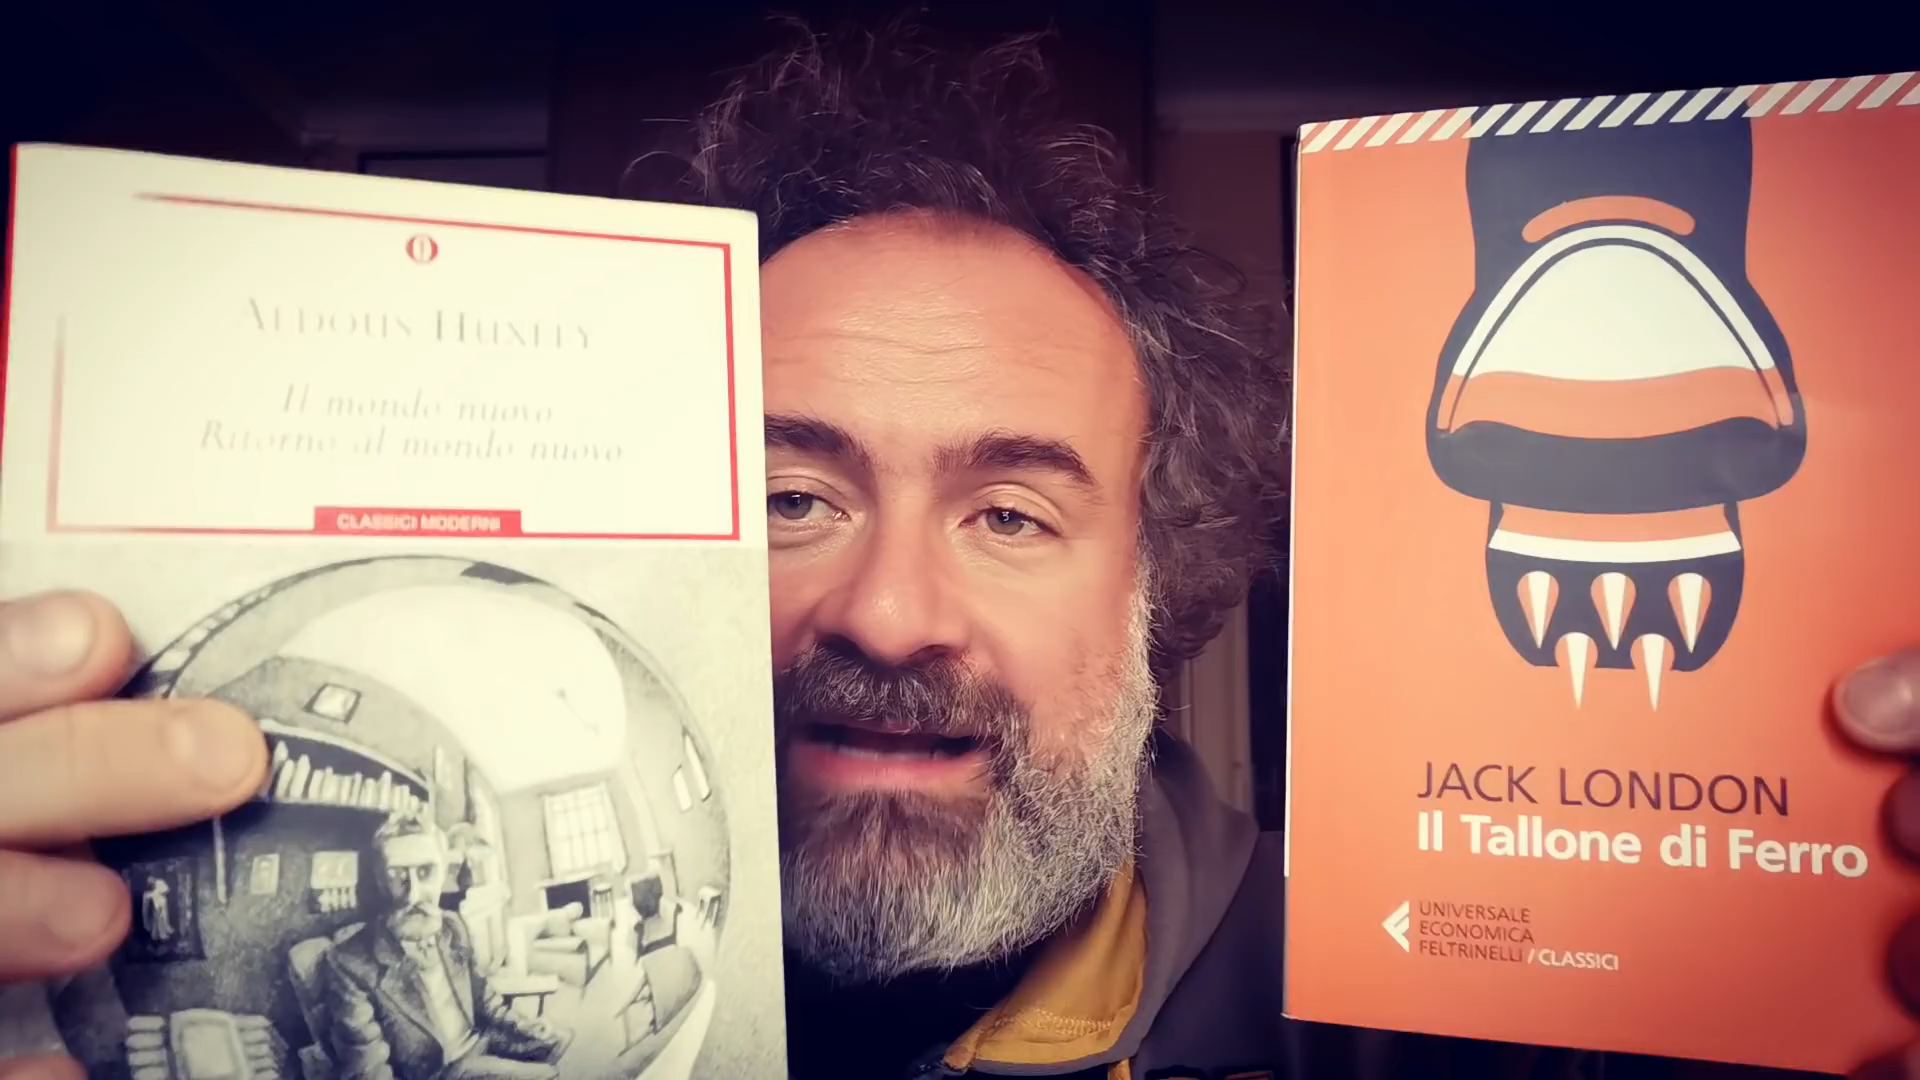 ALDOUS HUXLEY
Il mondo nuovo
Ritorno al mondo nuovo
CLASSICI MODERNI
JACK LONDON
Il Tallone di Ferro
UNIVERSALE
ECONOMICA
FELTRINELLI / CLASSICI